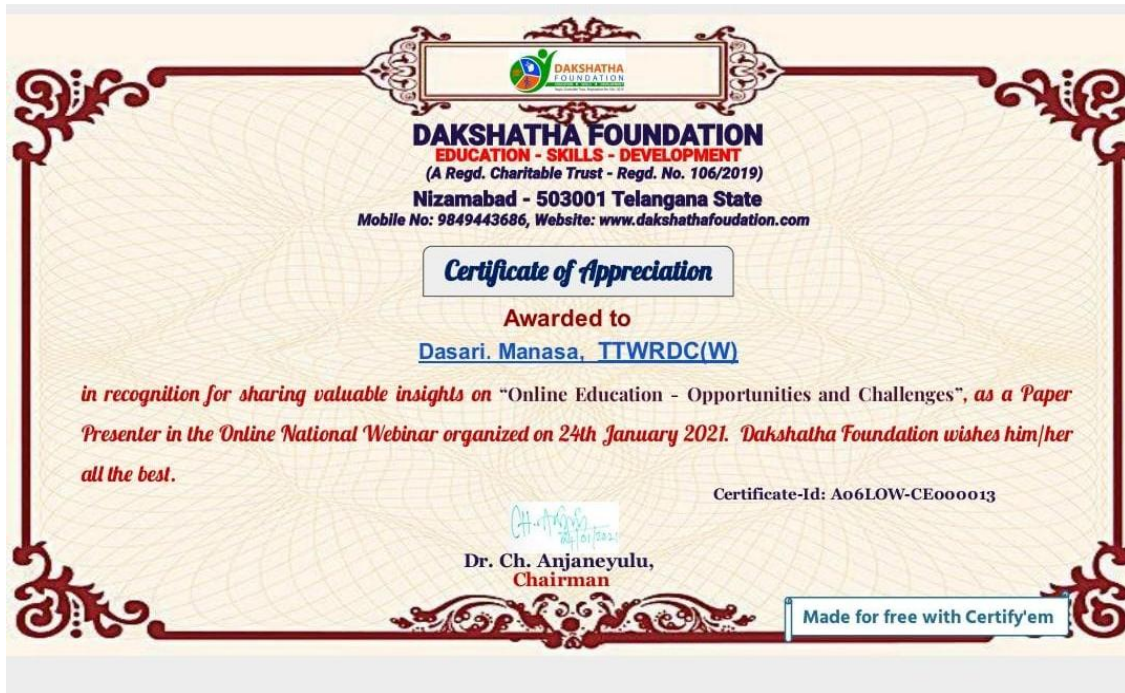 DAKSHATHA
FOUNDATION
DAKSHATHA FOUNDATION
EDUCATION - SKILLS - DEVELOPMENT
(A Regd. Charitable Trust - Regd. No. 106/2019)
Nizamabad - 503001 Telangana State
Mobile No: 9849443686, Website: www.dakshathafoudation.com
Certificate of Appreciation
Awarded to
Dasari. Manasa, TTWRDC(W)
in recognition for sharing valuable insights on “Online Education - Opportunities and Challenges”, as a Paper
Presenter in the Online National Webinar organized on 24th January 2021. Dakshatha Foundation wishes him/her
all the best.
Certificate-Id: A06LOW-CE000013
24/01/2021
Dr. Ch. Anjaneyulu,
Chairman
Made for free with Certify'em